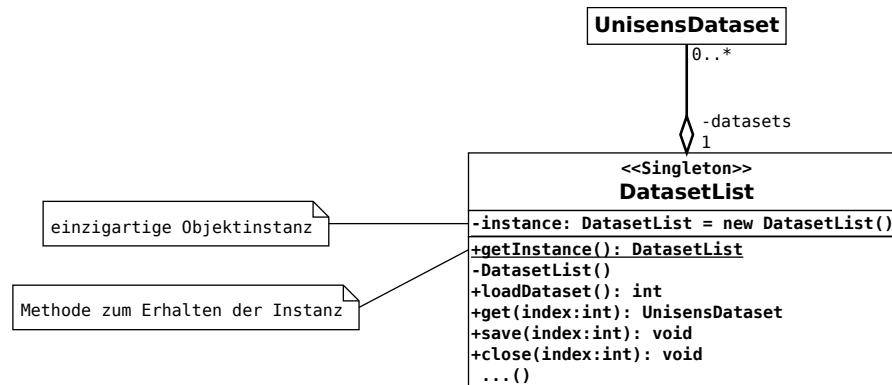 UnisensDataset
0..*
-datasets
1
<<Singleton>>
DatasetList
einzigartige Objektinstanz
-instance: DatasetList = new DatasetList()
+getInstance(): DatasetList
-DatasetList()
Methode zum Erhalten der Instanz
+loadDataset(): int
+get(index:int): UnisensDataset
+save(index:int): void
+close(index:int): void
...()